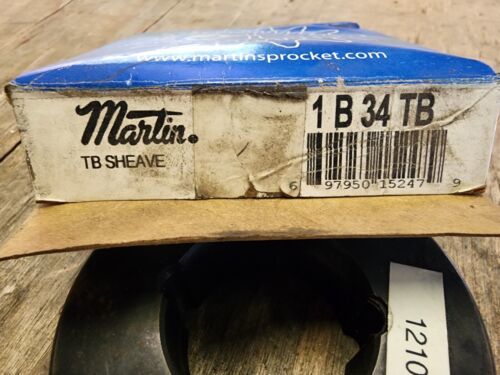 www.martinsprocket.com
Martin.
TB SHEAVE
1 B 34 TB
6 97950 15247 9
1210